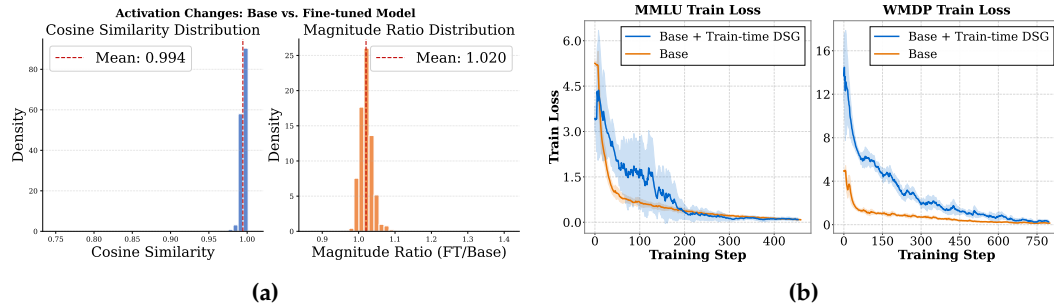 Activation Changes: Base vs. Fine-tuned Model
Cosine Similarity Distribution
Mean: 0.994
Density
80
60
40
20
0
0.75 0.80 0.85 0.90 0.95 1.00
Cosine Similarity
Magnitude Ratio Distribution
Mean: 1.020
Density
25
20
15
10
5
0
0.9 1.0 1.1 1.2 1.3 1.4
Magnitude Ratio (FT/Base)
(a)
MMLU Train Loss
Base + Train-time DSG
Base
Train Loss
6.0
4.5
3.0
1.5
0.0
0 100 200 300 400
Training Step
WMDP Train Loss
Base + Train-time DSG
Base
16
12
8
4
0
0 150 300 450 600 750
Training Step
(b)